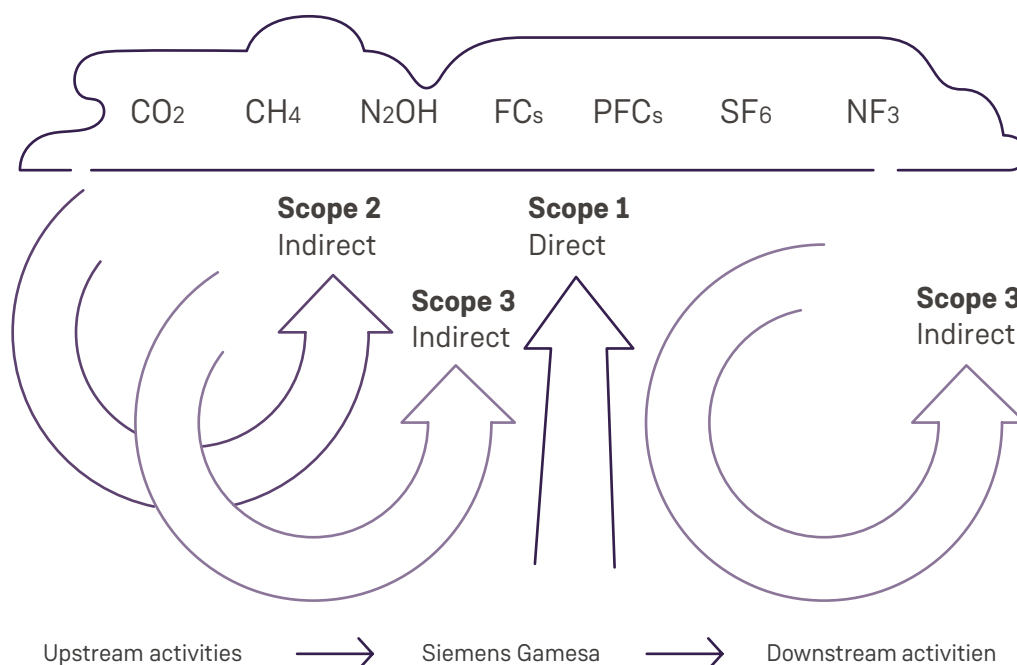 CO2 CH4 N2OH FCs PFCs SF6 NF3
Scope 2
Indirect
Scope 1
Direct
Scope 3
Indirect
Scope 3
Indirect
Upstream activities Siemens Gamesa Downstream activitien